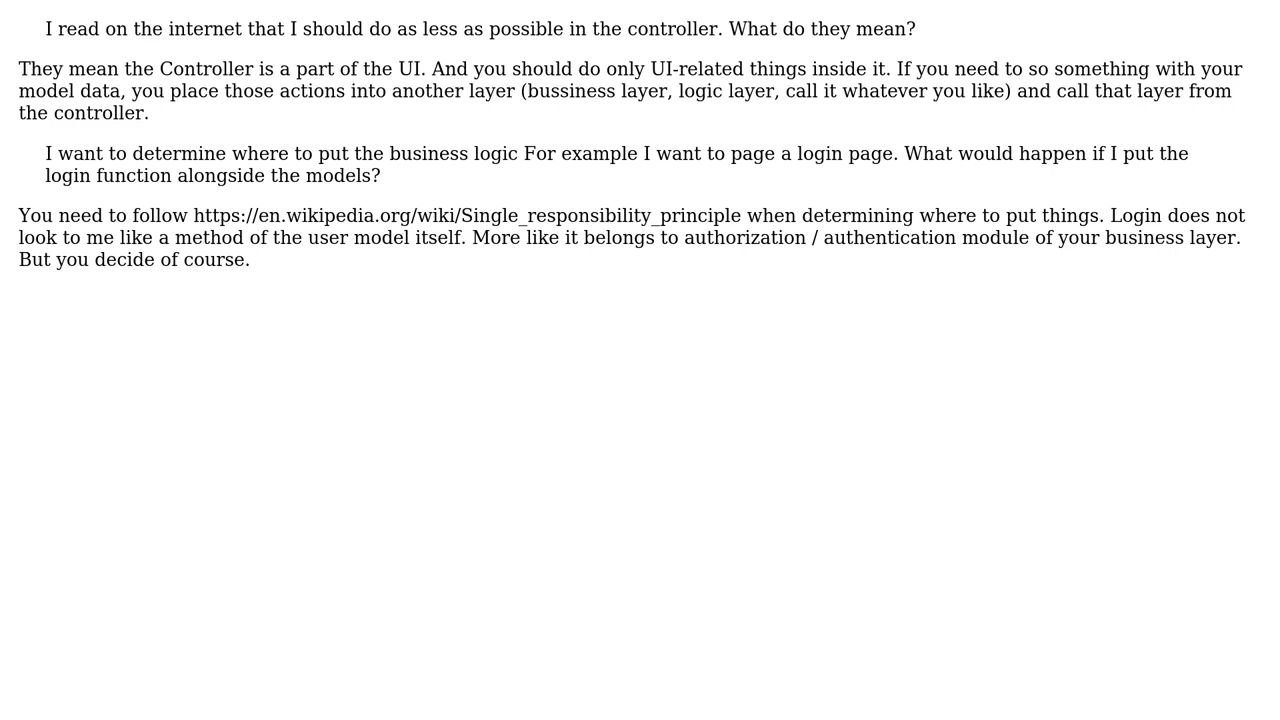 I read on the internet that I should do as less as possible in the controller. What do they mean?
They mean the Controller is a part of the UI. And you should do only UI-related things inside it. If you need to so something with your
model data, you place those actions into another layer (bussiness layer, logic layer, call it whatever you like) and call that layer from
the controller.
I want to determine where to put the business logic For example I want to page a login page. What would happen if I put the
login function alongside the models?
You need to follow https://en.wikipedia.org/wiki/Single_responsibility_principle when determining where to put things. Login does not
look to me like a method of the user model itself. More like it belongs to authorization / authentication module of your business layer.
But you decide of course.